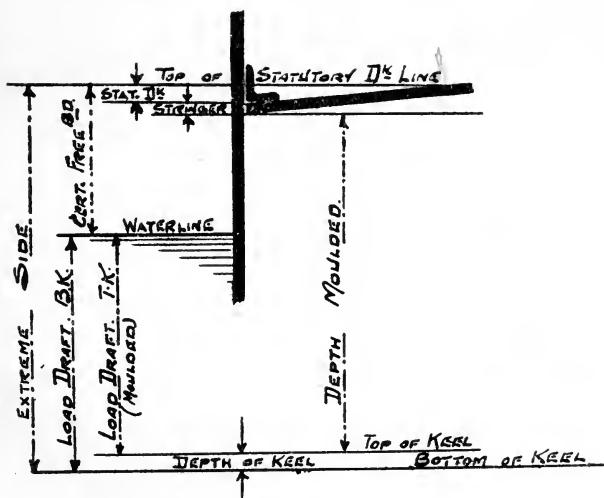 TOP OF STATUTORY DK LINE
STAT. DK
STRINGER
CERT. FREE BD.
WATERLINE
EXTREME SIDE
LOAD DRAFT. B.K.
LOAD DRAFT. T.K.
(MOULDED)
DEPTH MOULDED.
TOP OF KEEL
DEPTH OF KEEL
BOTTOM OF KEEL